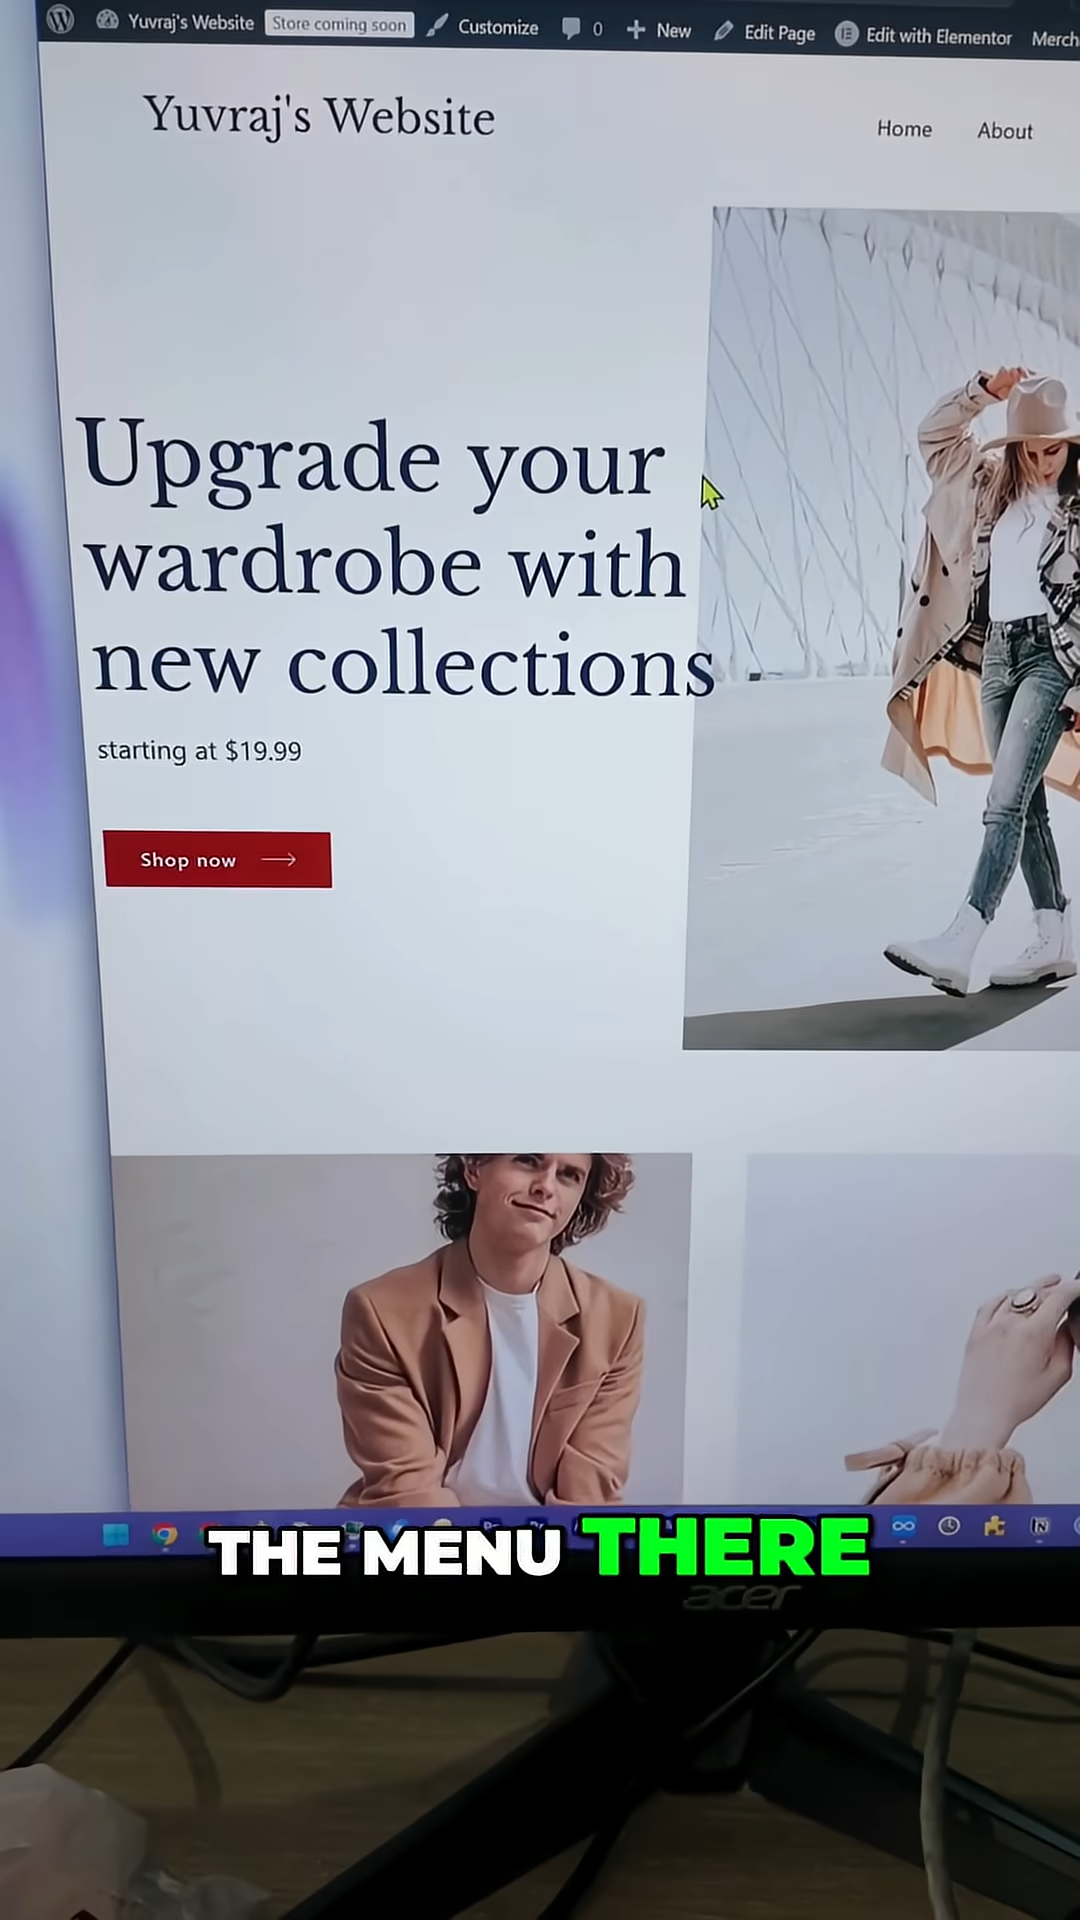 Yuvraj's Website Store coming soon Customize 0 New Edit Page Edit with Elementor Merch
Yuvraj's Website
Home About
Upgrade your
wardrobe with
new collections
starting at $19.99
Shop now
THE MENU THERE
acer